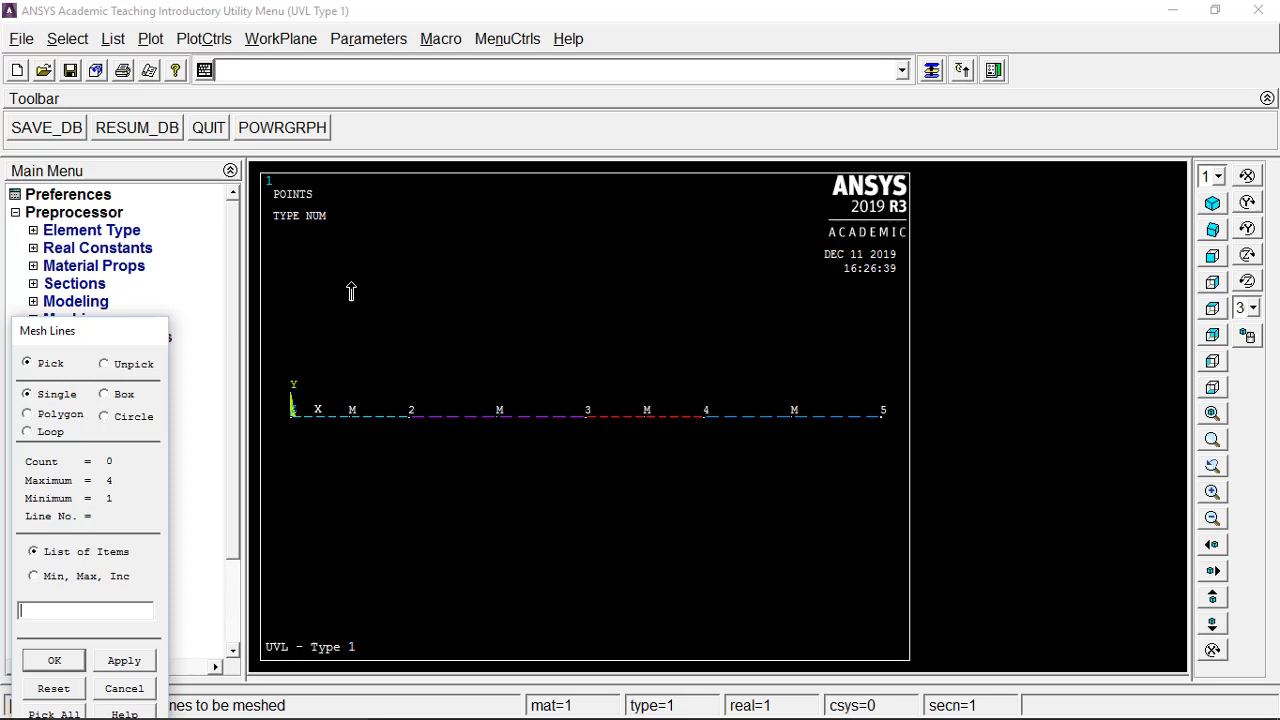 ANSYS Academic Teaching Introductory Utility Menu (UVL Type 1)
File Select List Plot PlotCtrls WorkPlane Parameters Macro MenuCtrls Help
Toolbar
SAVE_DB RESUM_DB QUIT POWRGRPH
Main Menu
Preferences
Preprocessor
Element Type
Real Constants
Material Props
Sections
Modeling
Mesh Lines
Pick Unpick
Single Box
Polygon Circle
Loop
Count = 0
Maximum = 4
Minimum = 1
Line No. =
List of Items
Min, Max, Inc
OK Apply
Reset Cancel
Pick All Help
1
POINTS
TYPE NUM
ANSYS
2019 R3
ACADEMIC
DEC 11 2019
16:26:39
Y
X M 2 M 3 M 4 M 5
UVL - Type 1
1
3
nes to be meshed mat=1 type=1 real=1 csys=0 secn=1